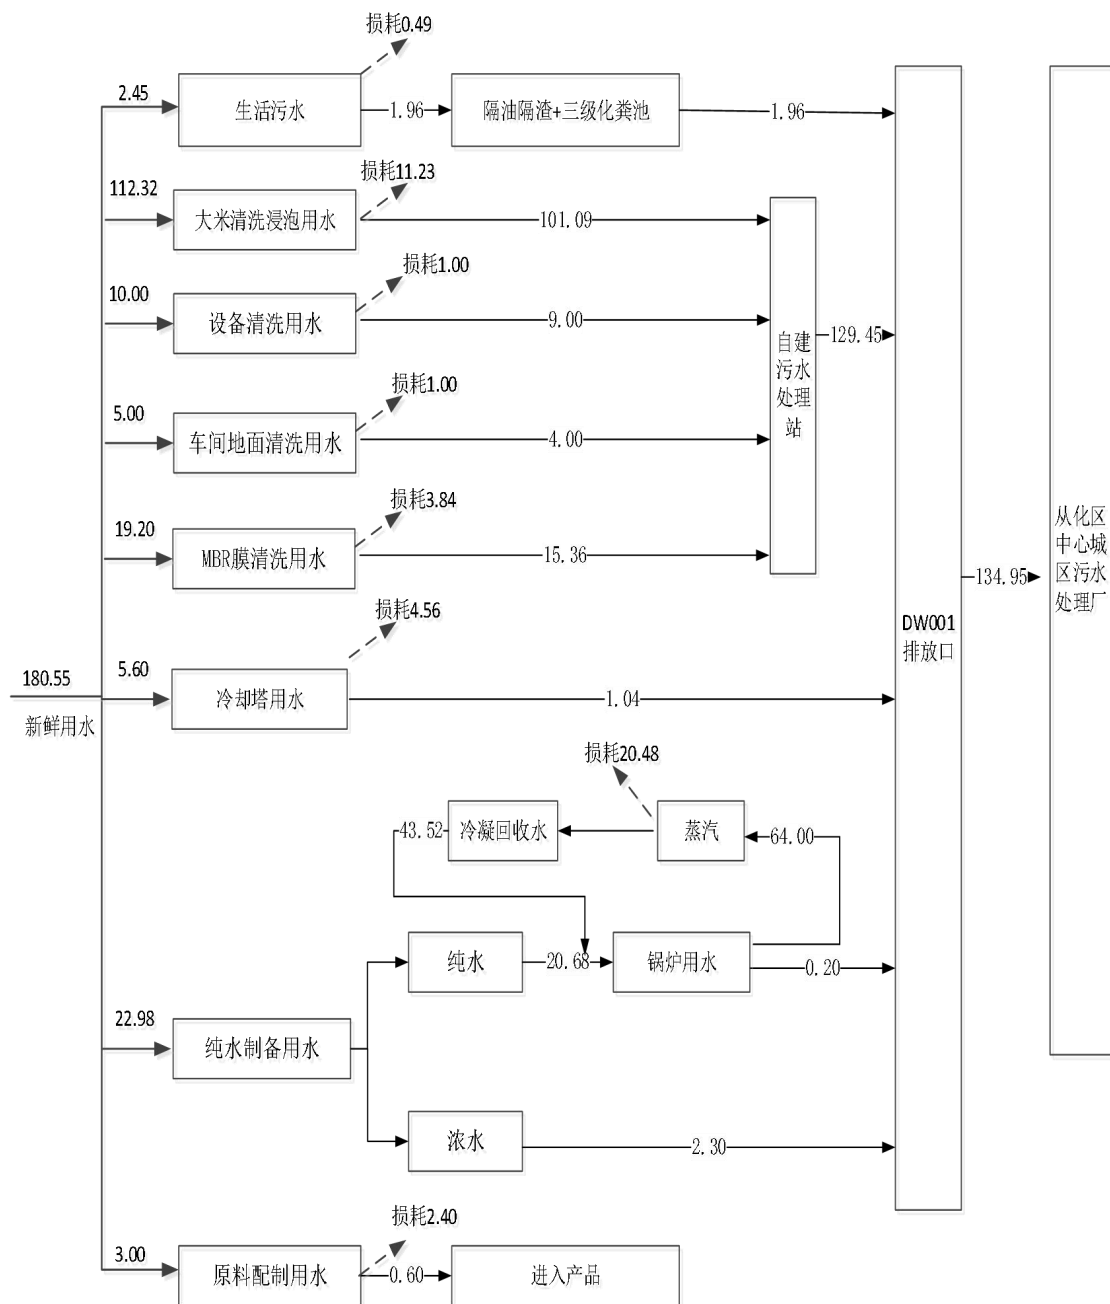 损耗0.49
2.45
生活污水
1.96
隔油隔渣+三级化粪池
1.96
损耗11.23
112.32
大米清洗浸泡用水
101.09
损耗1.00
10.00
设备清洗用水
9.00
自建
污水
处理
站
129.45
损耗1.00
5.00
车间地面清洗用水
4.00
损耗3.84
19.20
MBR膜清洗用水
15.36
从化区
中心城
区污水
处理厂
134.95
DW001
排放口
损耗4.56
180.55
新鲜用水
5.60
冷却塔用水
1.04
损耗20.48
43.52
冷凝回收水
蒸汽
64.00
纯水
20.68
锅炉用水
0.20
22.98
纯水制备用水
浓水
2.30
损耗2.40
3.00
原料配制用水
0.60
进入产品